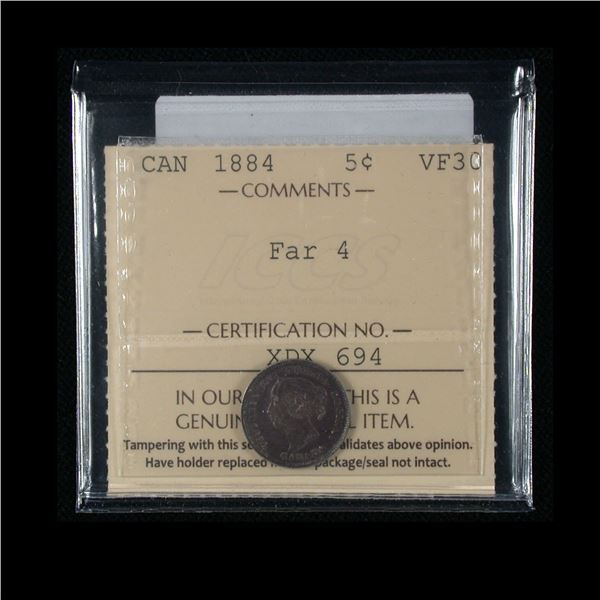 CAN 1884 5¢ VF30
— COMMENTS —
Far 4
ICCS
— CERTIFICATION NO. —
XDX 694
IN OUR THIS IS A
GENUIN L ITEM.
Tampering with this se alidates above opinion.
Have holder replaced package/seal not intact.